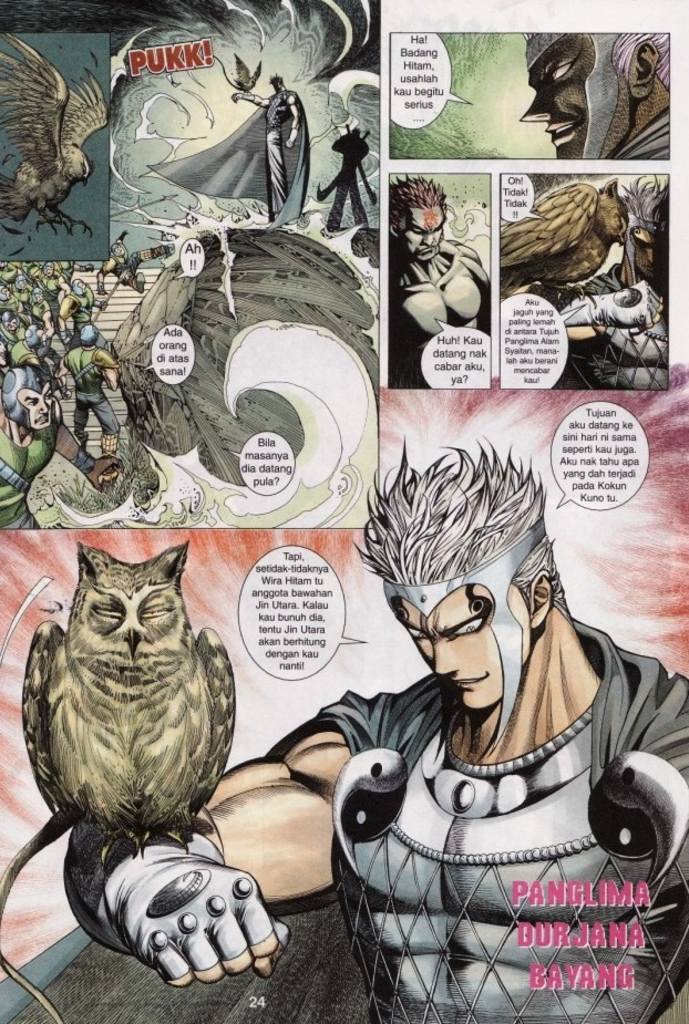 PUKK!
Ah
!!
Ada
orang
di atas
sana!
Bila
masanya
dia datang
pula?
Ha!
Badang
Hitam,
usahlah
kau begitu
serius
....
Huh! Kau
datang nak
cabar aku,
ya?
Oh!
Tidak!
Tidak
!!
Aku
jaguh yang
paling lemah
di antara Tujuh
Panglima Alam
Syaitan, mana-
lah aku berani
mencabar
kau!
Tujuan
aku datang ke
sini hari ni sama
seperti kau juga.
Aku nak tahu apa
yang dah terjadi
pada Kokun
Kuno tu.
Tapi,
setidak-tidaknya
Wira Hitam tu
anggota bawahan
Jin Utara. Kalau
kau bunuh dia,
tentu Jin Utara
akan berhitung
dengan kau
nanti!
PANGLIMA
DURJANA
BAYANG
24